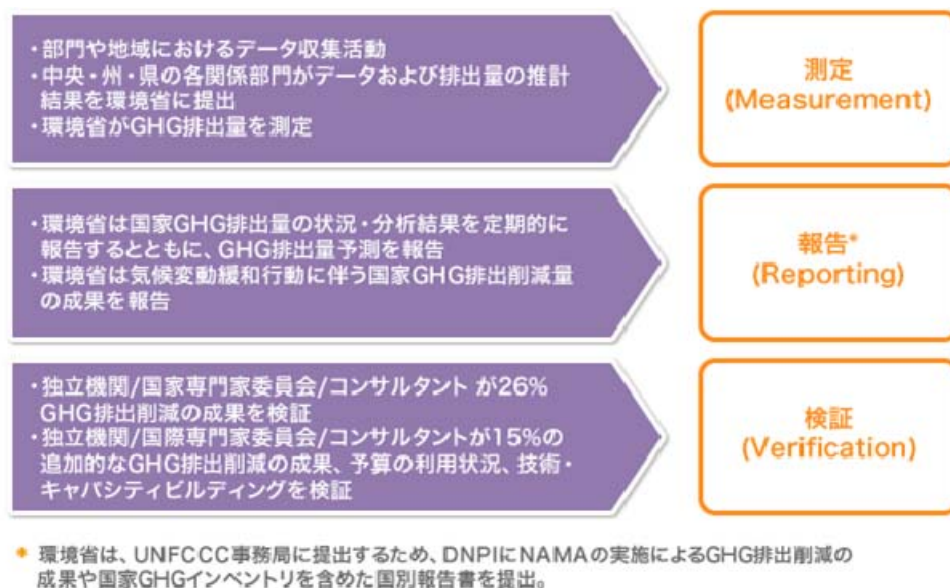 ・部門や地域におけるデータ収集活動
・中央・州・県の各関係部門がデータおよび排出量の推計
結果を環境省に提出
・環境省がGHG排出量を測定
測定
(Measurement)
・環境省は国家GHG排出量の状況・分析結果を定期的に
報告するとともに、GHG排出量予測を報告
・環境省は気候変動緩和行動に伴う国家GHG排出削減量
の成果を報告
報告*
(Reporting)
・独立機関/国家専門家委員会/コンサルタント が26%
GHG排出削減の成果を検証
・独立機関/国際専門家委員会/コンサルタントが15%の
追加的なGHG排出削減の成果、予算の利用状況、技術・
キャパシティビルディングを検証
検証
(Verification)
* 環境省は、UNFCCC事務局に提出するため、DNPIにNAMAの実施によるGHG排出削減の
成果や国家GHGインベントリを含めた国別報告書を提出。